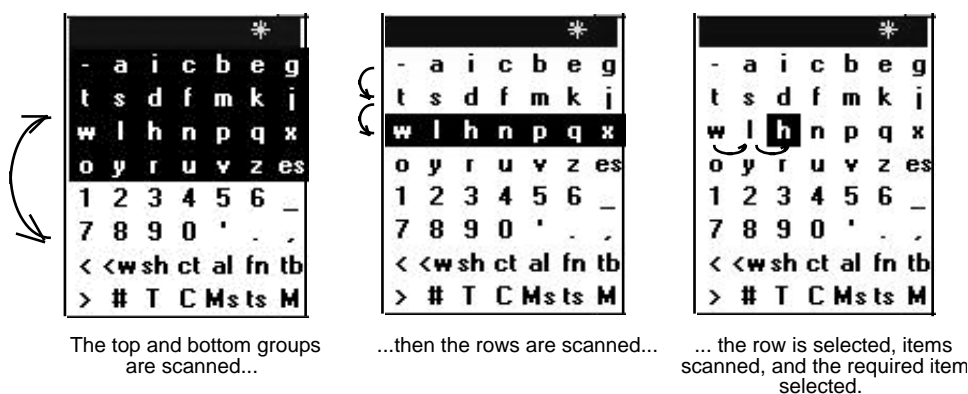 *
- a i c b e g
t s d f m k j
w l h n p q x
o y r u v z es
1 2 3 4 5 6 _
7 8 9 0 ' . ,
< <w sh ct al fn tb
> # T C Ms ts M
The top and bottom groups
are scanned...
*
- a i c b e g
t s d f m k j
w l h n p q x
o y r u v z es
1 2 3 4 5 6 _
7 8 9 0 ' . ,
< <w sh ct al fn tb
> # T C Ms ts M
...then the rows are scanned...
*
- a i c b e g
t s d f m k j
w l h n p q x
o y r u v z es
1 2 3 4 5 6 _
7 8 9 0 ' . ,
< <w sh ct al fn tb
> # T C Ms ts M
... the row is selected, items
scanned, and the required item
selected.